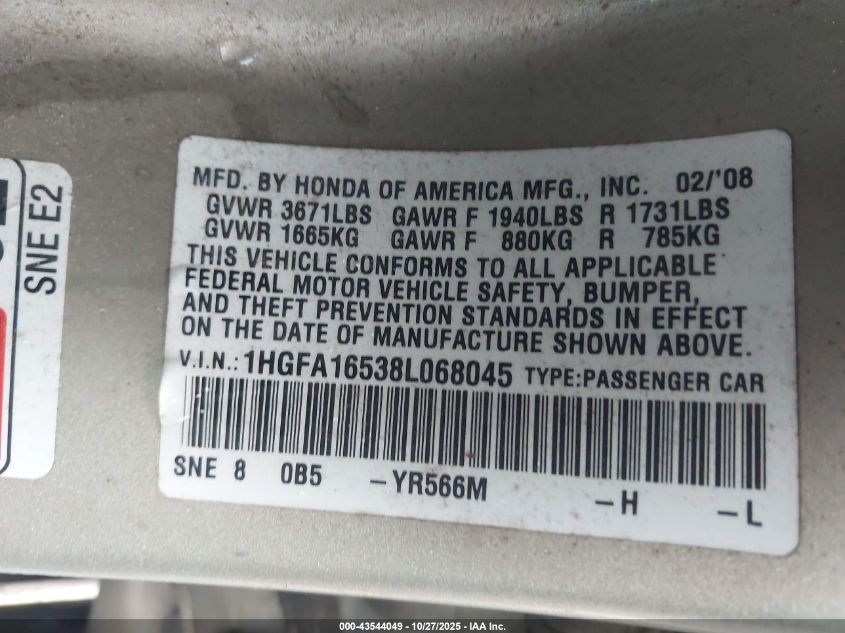 SNE E2
MFD. BY HONDA OF AMERICA MFG., INC. 02/'08
GVWR 3671LBS GAWR F 1940LBS R 1731LBS
GVWR 1665KG GAWR F 880KG R 785KG
THIS VEHICLE CONFORMS TO ALL APPLICABLE
FEDERAL MOTOR VEHICLE SAFETY, BUMPER,
AND THEFT PREVENTION STANDARDS IN EFFECT
ON THE DATE OF MANUFACTURE SHOWN ABOVE.
V.I.N.: 1HGFA16538L068045 TYPE:PASSENGER CAR
SNE 8 0B5 -YR566M -H -L
000-43544049 | 10/27/2025 - IAA Inc.